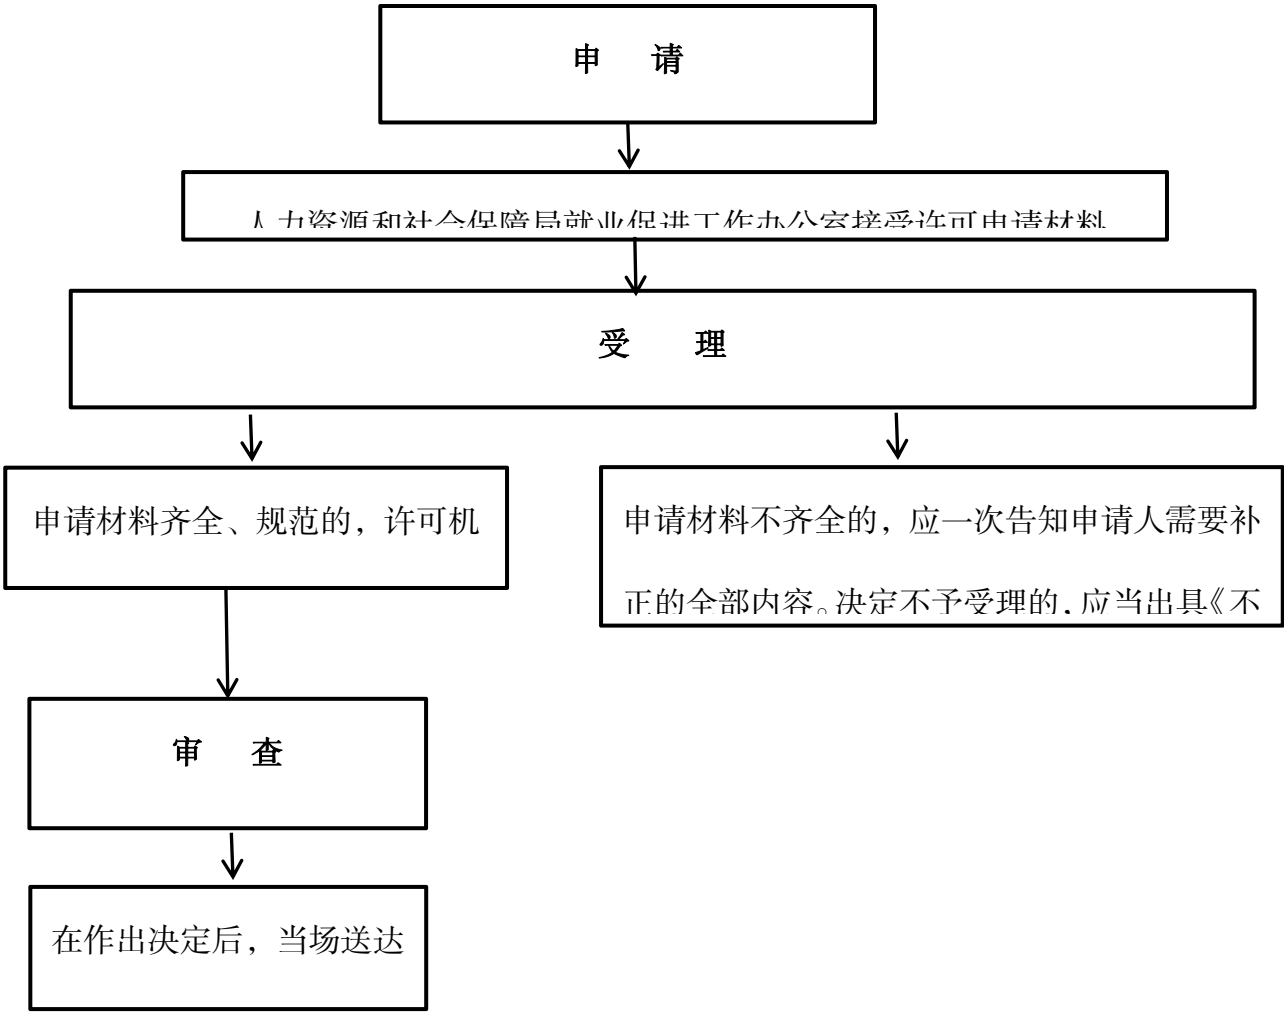 申 请
人力资源和社会保障局就业促进工作办公室接受许可申请材料
受 理
申请材料齐全、规范的，许可机
申请材料不齐全的，应一次告知申请人需要补
正的全部内容。决定不予受理的，应当出具《不
审 查
在作出决定后，当场送达